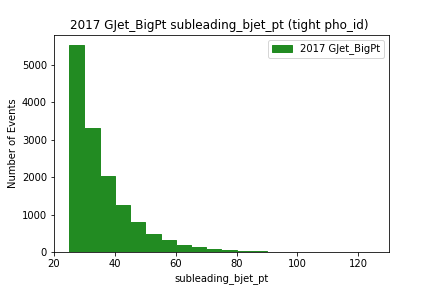 2017 GJet_BigPt subleading_bjet_pt (tight pho_id)
2017 GJet_BigPt
Number of Events
5000
4000
3000
2000
1000
0
20 40 60 80 100 120
subleading_bjet_pt